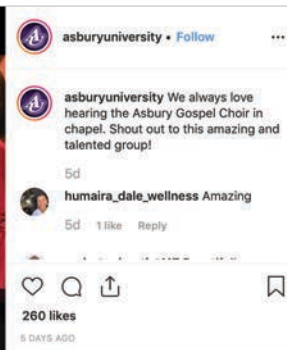 asburyuniversity • Follow
asburyuniversity We always love
hearing the Asbury Gospel Choir in
chapel. Shout out to this amazing and
talented group!
5d
humaira_dale_wellness Amazing
5d 1 like Reply
260 likes
5 DAYS AGO